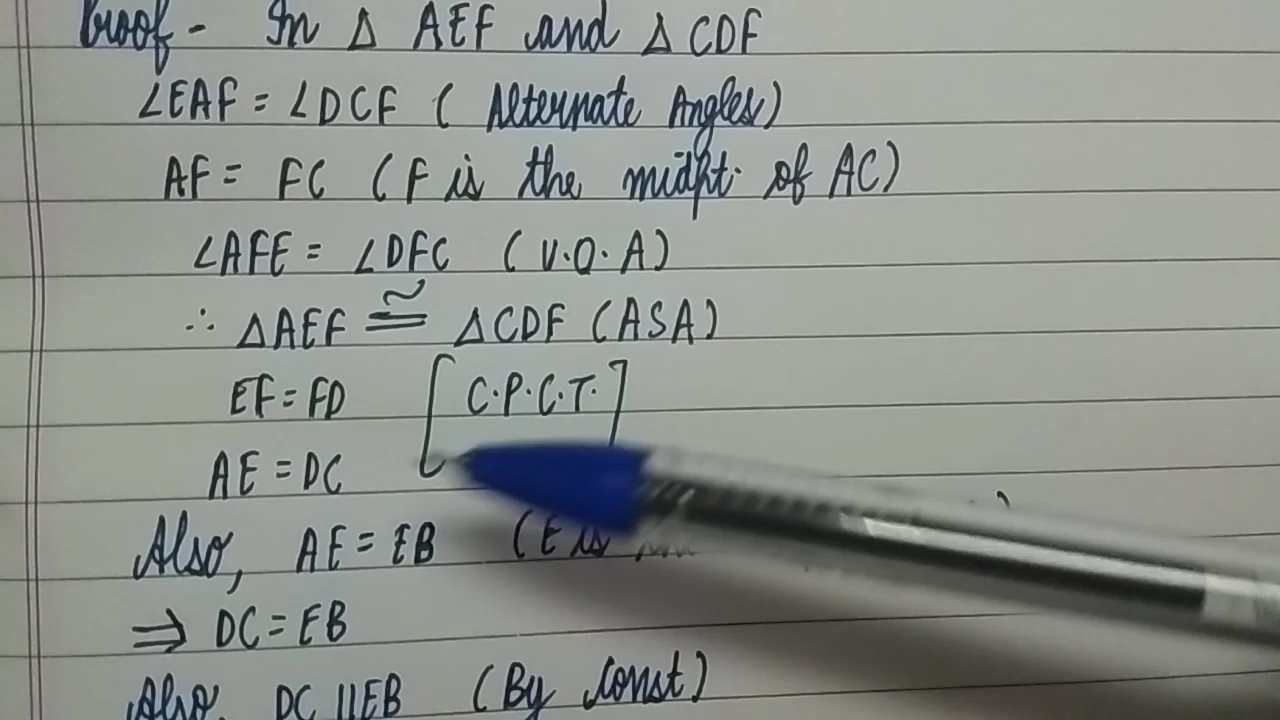 Proof - In △ AEF and △ CDF
∠EAF = ∠DCF ( Alternate Angles)
AF = FC (F is the midpt. of AC)
∠AFE = ∠DFC (V.O.A)
∴ △AEF ≅ △CDF (ASA)
EF = FD [C.P.C.T.]
AE = DC
Also, AE = EB (E is
⇒ DC = EB
Also, DC || EB (By Const)